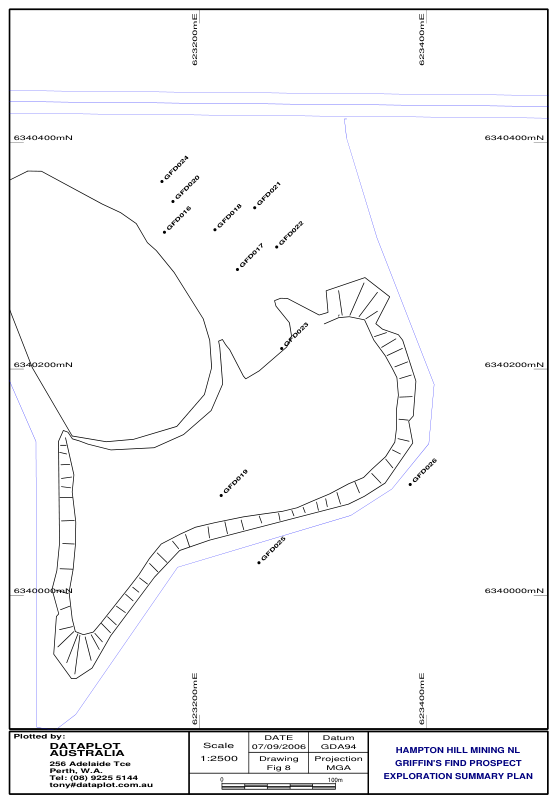 623200mE
623400mE
6340400mN
6340400mN
GFD024
GFD020
GFD021
GFD016
GFD018
GFD022
GFD017
GFD023
6340200mN
6340200mN
GFD019
GFD026
GFD025
6340000mN
6340000mN
623200mE
623400mE
Plotted by:
DATAPLOT
AUSTRALIA
256 Adelaide Tce
Perth, W.A.
Tel: (08) 9225 5144
tony@dataplot.com.au
Scale
1:2500
DATE
07/09/2006
Datum
GDA94
Drawing
Fig 8
Projection
MGA
0
100m
HAMPTON HILL MINING NL
GRIFFIN'S FIND PROSPECT
EXPLORATION SUMMARY PLAN